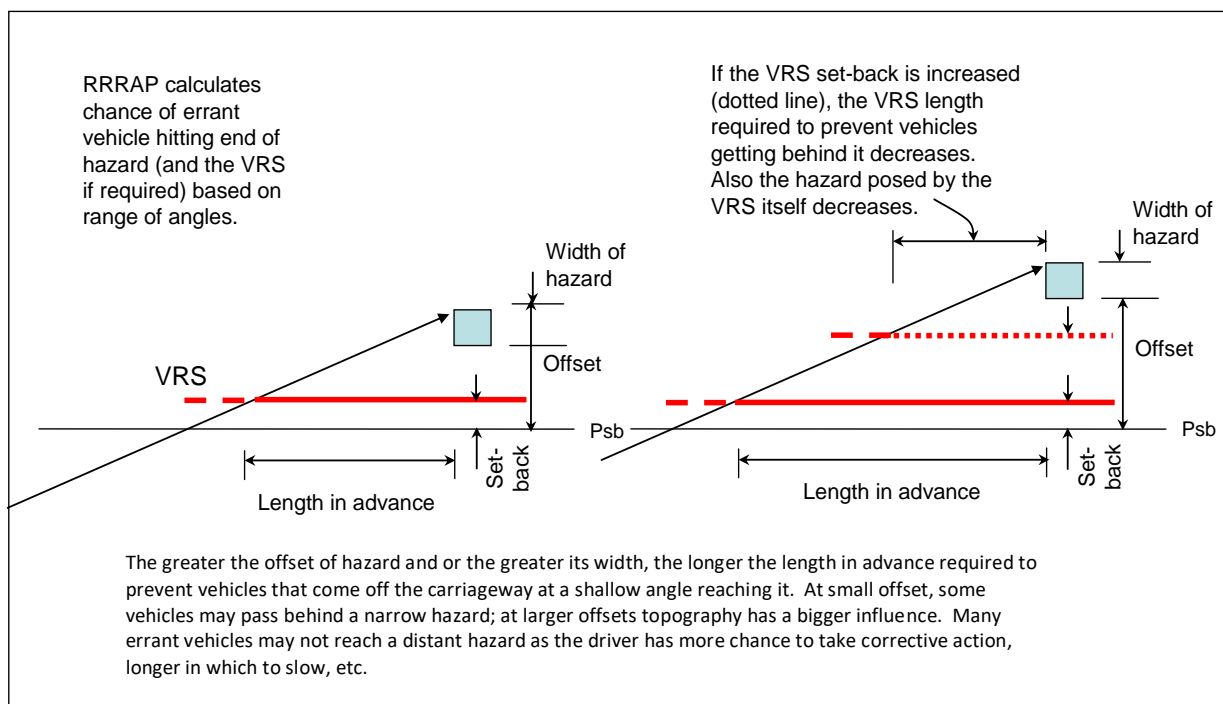 RRRAP calculates
chance of errant
vehicle hitting end of
hazard (and the VRS
if required) based on
range of angles.
Width of
hazard
Offset
VRS
Psb
Set-
back
Length in advance
If the VRS set-back is increased
(dotted line), the VRS length
required to prevent vehicles
getting behind it decreases.
Also the hazard posed by the
VRS itself decreases.
Width of
hazard
Offset
Psb
Set-
back
Length in advance
The greater the offset of hazard and or the greater its width, the longer the length in advance required to
prevent vehicles that come off the carriageway at a shallow angle reaching it. At small offset, some
vehicles may pass behind a narrow hazard; at larger offsets topography has a bigger influence. Many
errant vehicles may not reach a distant hazard as the driver has more chance to take corrective action,
longer in which to slow, etc.